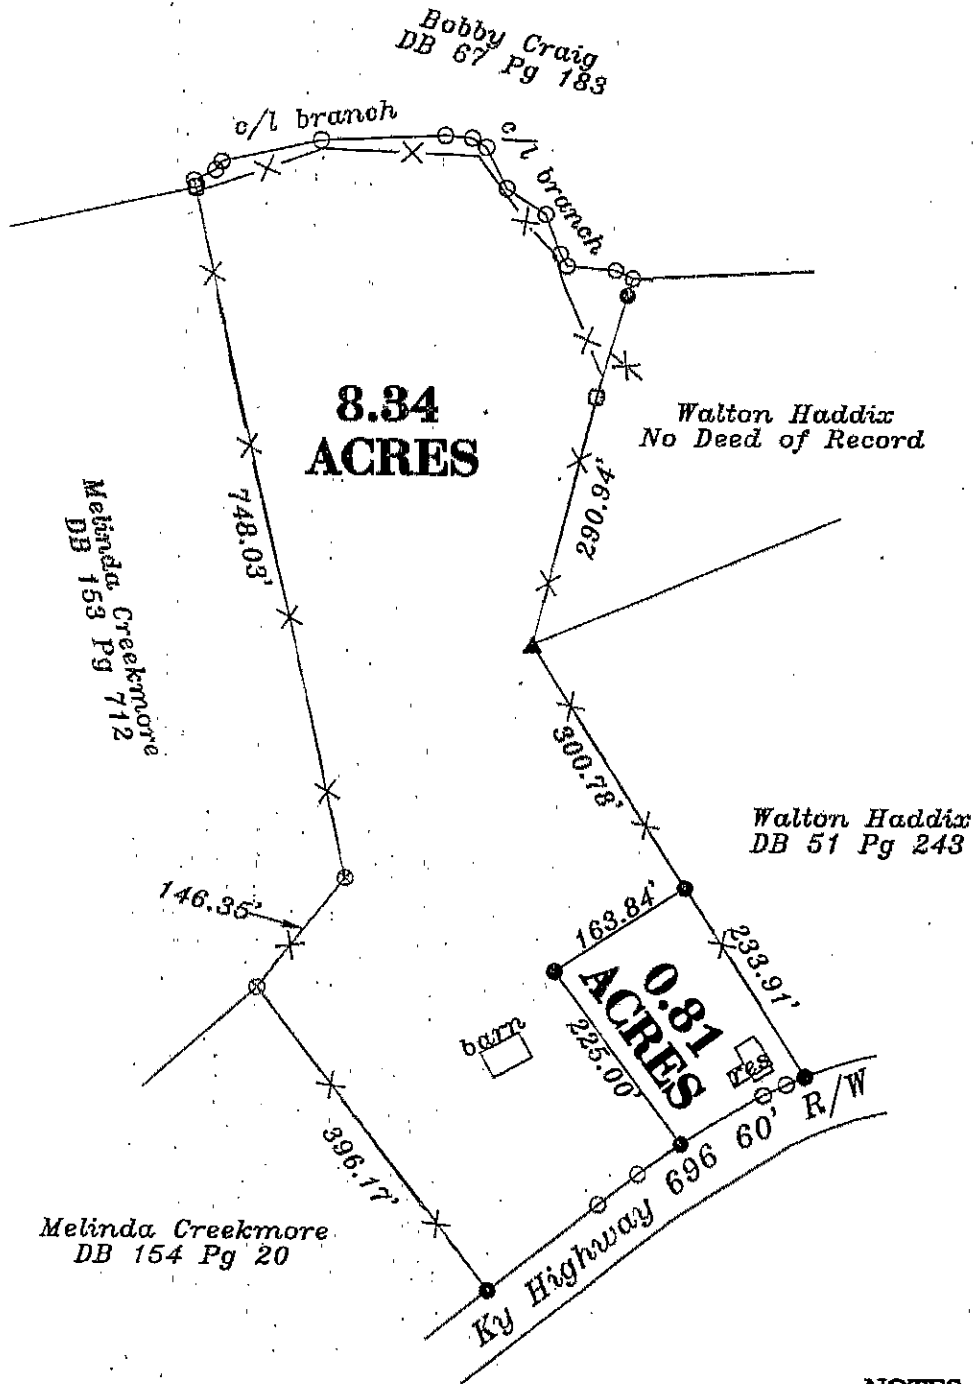 Bobby Craig
DB 67 Pg 183
c/l branch
c/l branch
8.34
ACRES
Walton Haddix
No Deed of Record
290.94'
748.03'
Melinda Creekmore
DB 153 Pg 712
300.78'
Walton Haddix
DB 51 Pg 243
146.35'
163.84'
233.91'
0.81
ACRES
225.00'
barn
res
396.17'
Ky Highway 696 60' R/W
Melinda Creekmore
DB 154 Pg 20
NOTES